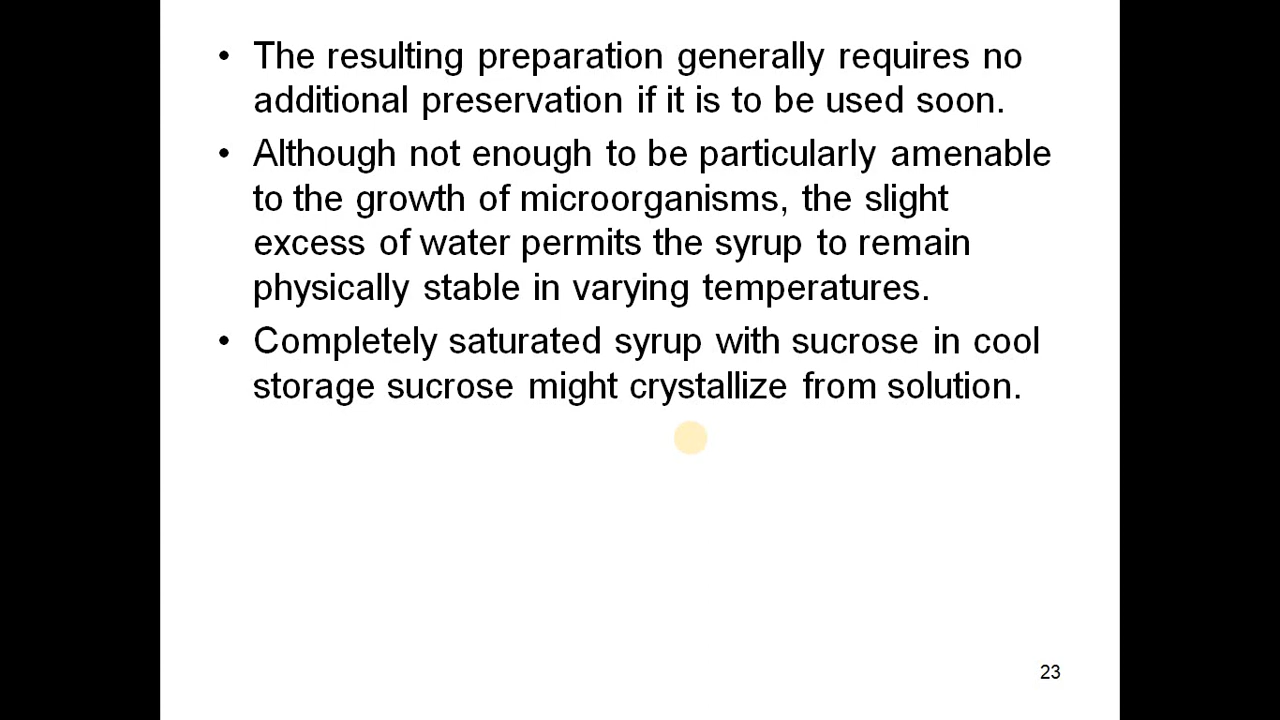 • The resulting preparation generally requires no
additional preservation if it is to be used soon.
• Although not enough to be particularly amenable
to the growth of microorganisms, the slight
excess of water permits the syrup to remain
physically stable in varying temperatures.
• Completely saturated syrup with sucrose in cool
storage sucrose might crystallize from solution.
23